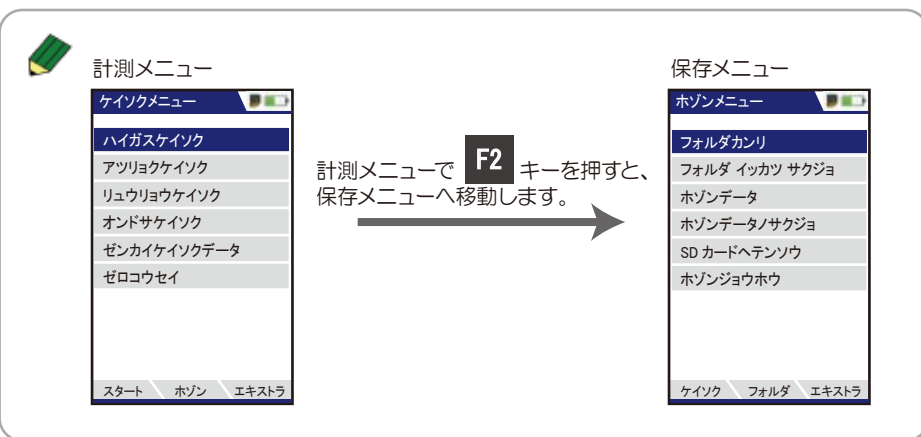 計測メニュー
ケイソクメニュー
ハイガスケイソク
アツリョクケイソク
リュウリョウケイソク
オンドサケイソク
ゼンカイケイソクデータ
ゼロコウセイ
スタート ホゾン エキストラ
計測メニューで F2 キーを押すと、
保存メニューへ移動します。
保存メニュー
ホゾンメニュー
フォルダカンリ
フォルダ イッカツ サクジョ
ホゾンデータ
ホゾンデータノサクジョ
SD カードヘテンソウ
ホゾンジョウホウ
ケイソク フォルダ エキストラ